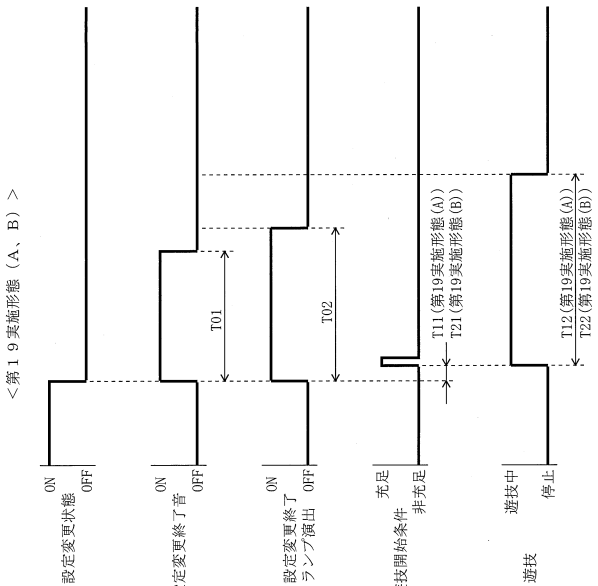 <第19実施形態(A、B)>
設定変更状態
ON
OFF
定変更終了音
ON
OFF
T01
設定変更終了
ランプ演出
ON
OFF
T02
技開始条件
充足
非充足
T11(第19実施形態(A))
T21(第19実施形態(B))
遊技
遊技中
停止
T12(第19実施形態(A))
T22(第19実施形態(B))